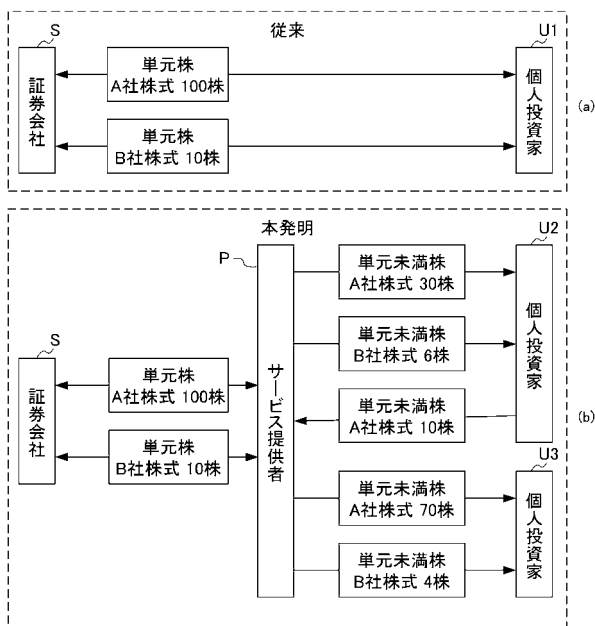 従来
S
U1
証券会社
単元株
A社株式 100株
単元株
B社株式 10株
個人投資家
(a)
本発明
P
U2
S
証券会社
単元株
A社株式 100株
単元株
B社株式 10株
サービス提供者
単元未満株
A社株式 30株
単元未満株
B社株式 6株
単元未満株
A社株式 10株
個人投資家
(b)
U3
単元未満株
A社株式 70株
単元未満株
B社株式 4株
個人投資家